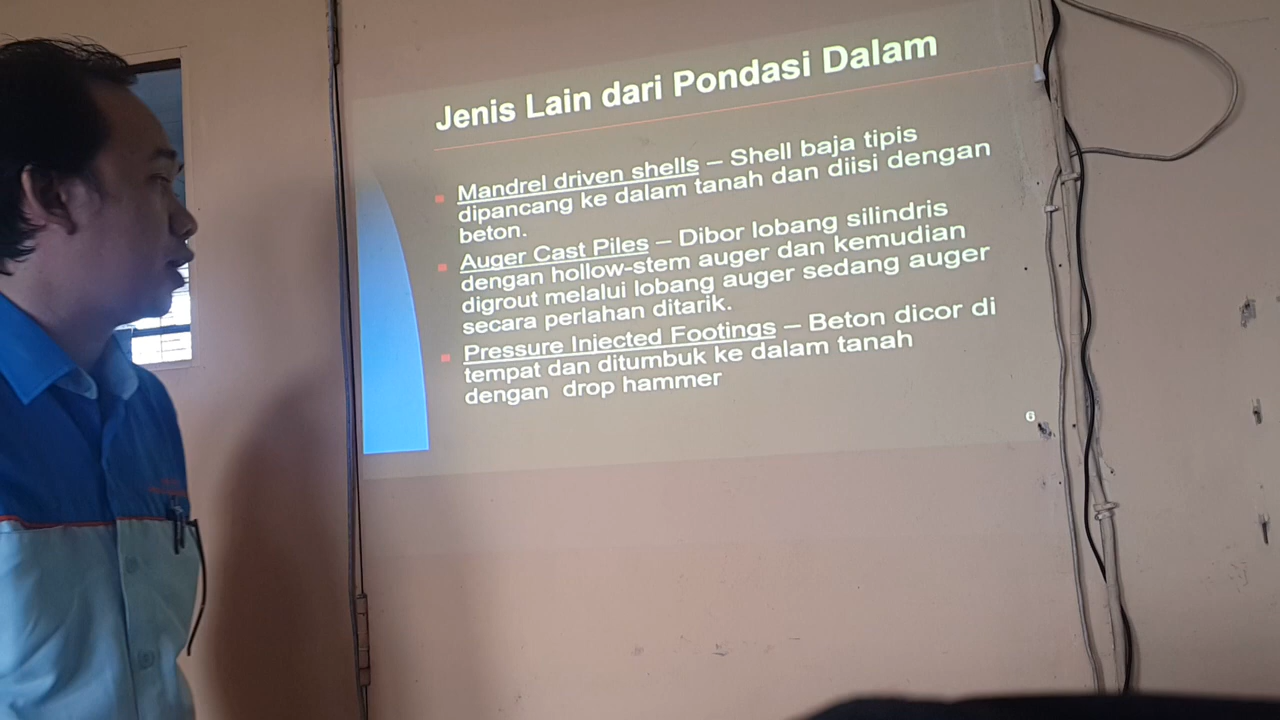 Jenis Lain dari Pondasi Dalam
Mandrel driven shells – Shell baja tipis
dipancang ke dalam tanah dan diisi dengan
beton.
Auger Cast Piles – Dibor lobang silindris
dengan hollow-stem auger dan kemudian
digrout melalui lobang auger sedang auger
secara perlahan ditarik.
Pressure Injected Footings – Beton dicor di
tempat dan ditumbuk ke dalam tanah
dengan drop hammer
6